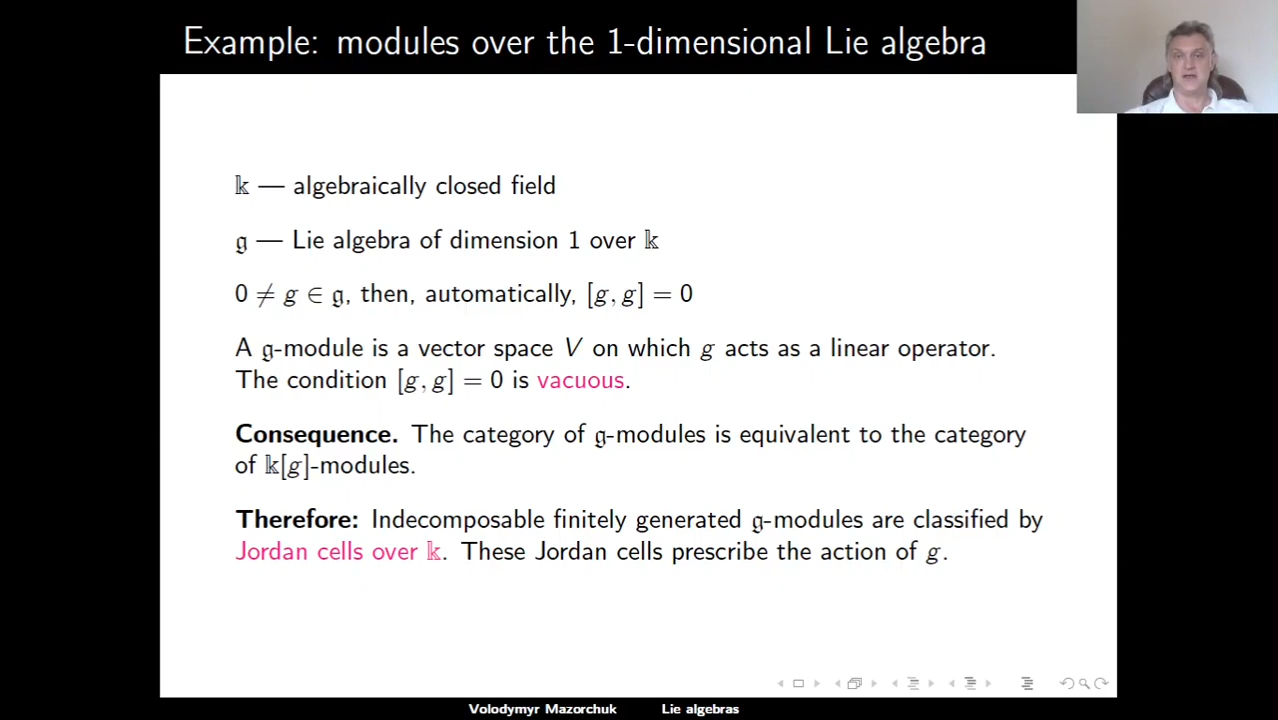 Example: modules over the 1-dimensional Lie algebra
𝕜 — algebraically closed field
𝔤 — Lie algebra of dimension 1 over 𝕜
0 ≠ g ∈ 𝔤, then, automatically, [g, g] = 0
A 𝔤-module is a vector space V on which g acts as a linear operator.
The condition [g, g] = 0 is vacuous.
Consequence. The category of 𝔤-modules is equivalent to the category
of 𝕜[g]-modules.
Therefore: Indecomposable finitely generated 𝔤-modules are classified by
Jordan cells over 𝕜. These Jordan cells prescribe the action of g.
Volodymyr Mazorchuk Lie algebras